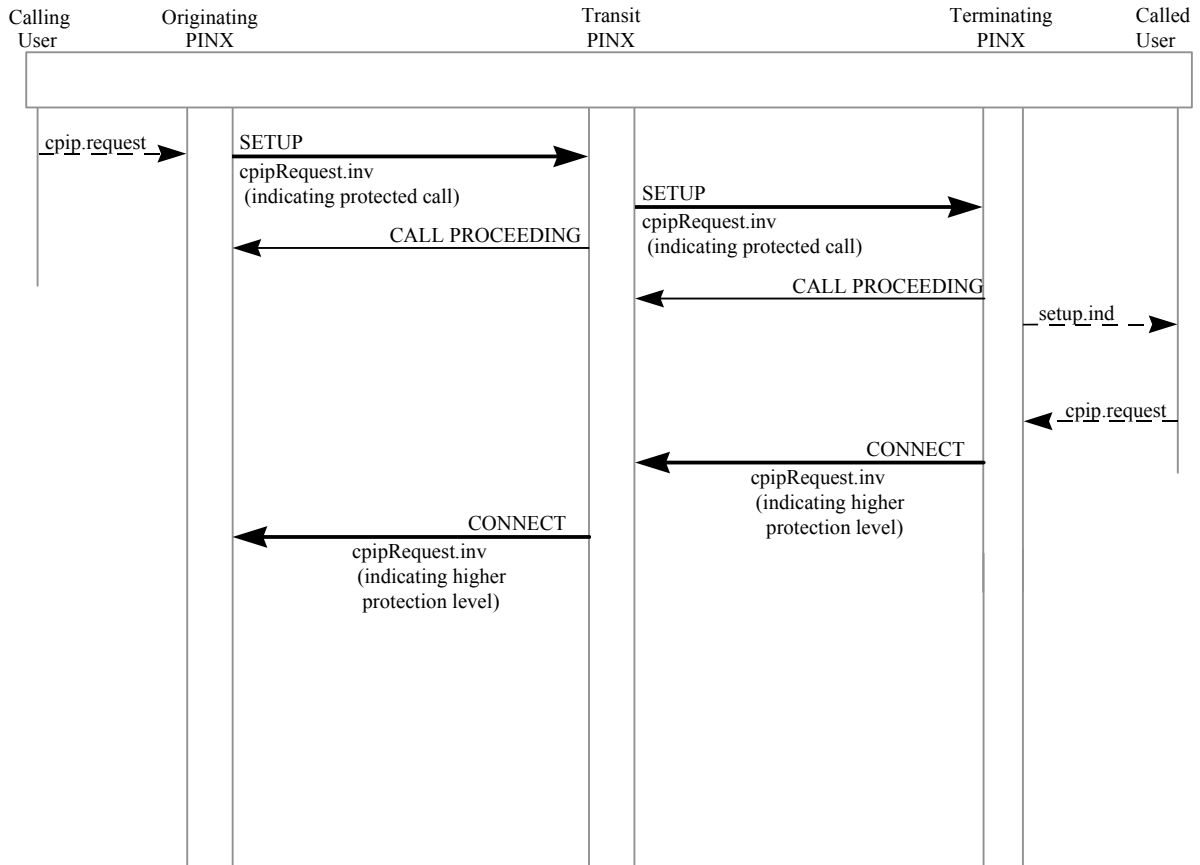 Calling
User
Originating
PINX
Transit
PINX
Terminating
PINX
Called
User
cpip.request
SETUP
cpipRequest.inv
(indicating protected call)
SETUP
cpipRequest.inv
(indicating protected call)
CALL PROCEEDING
CALL PROCEEDING
setup.ind
cpip.request
CONNECT
cpipRequest.inv
(indicating higher
protection level)
CONNECT
cpipRequest.inv
(indicating higher
protection level)